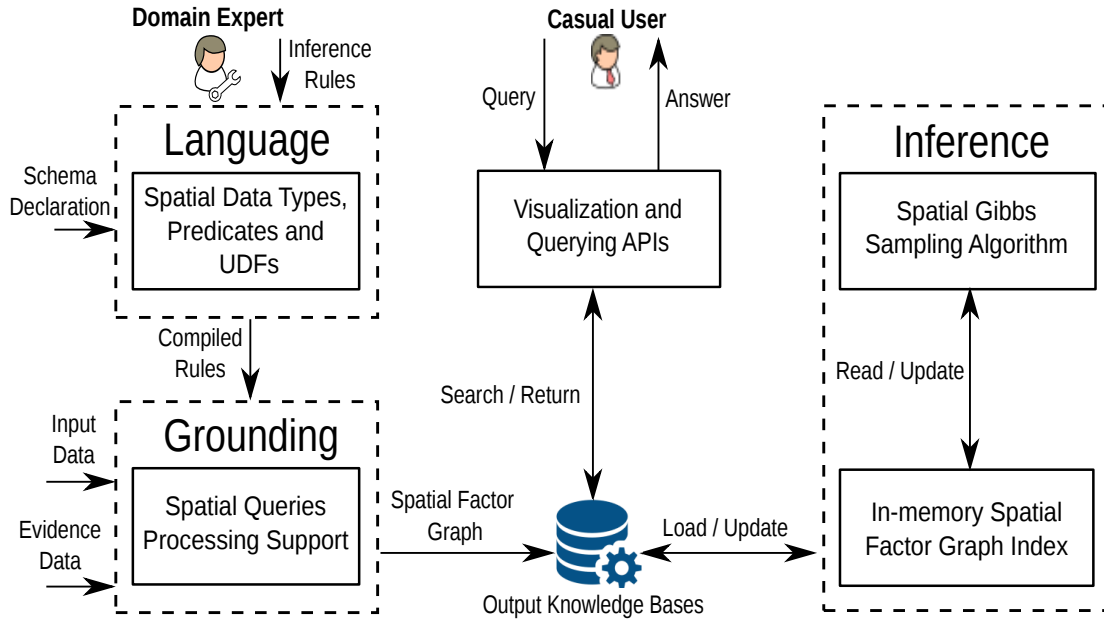 Domain Expert
Inference
Rules
Language
Schema
Declaration
Spatial Data Types,
Predicates and
UDFs
Compiled
Rules
Grounding
Input
Data
Evidence
Data
Spatial Queries
Processing Support
Spatial Factor
Graph
Casual User
Query
Answer
Visualization and
Querying APIs
Search / Return
Output Knowledge Bases
Load / Update
Inference
Spatial Gibbs
Sampling Algorithm
Read / Update
In-memory Spatial
Factor Graph Index